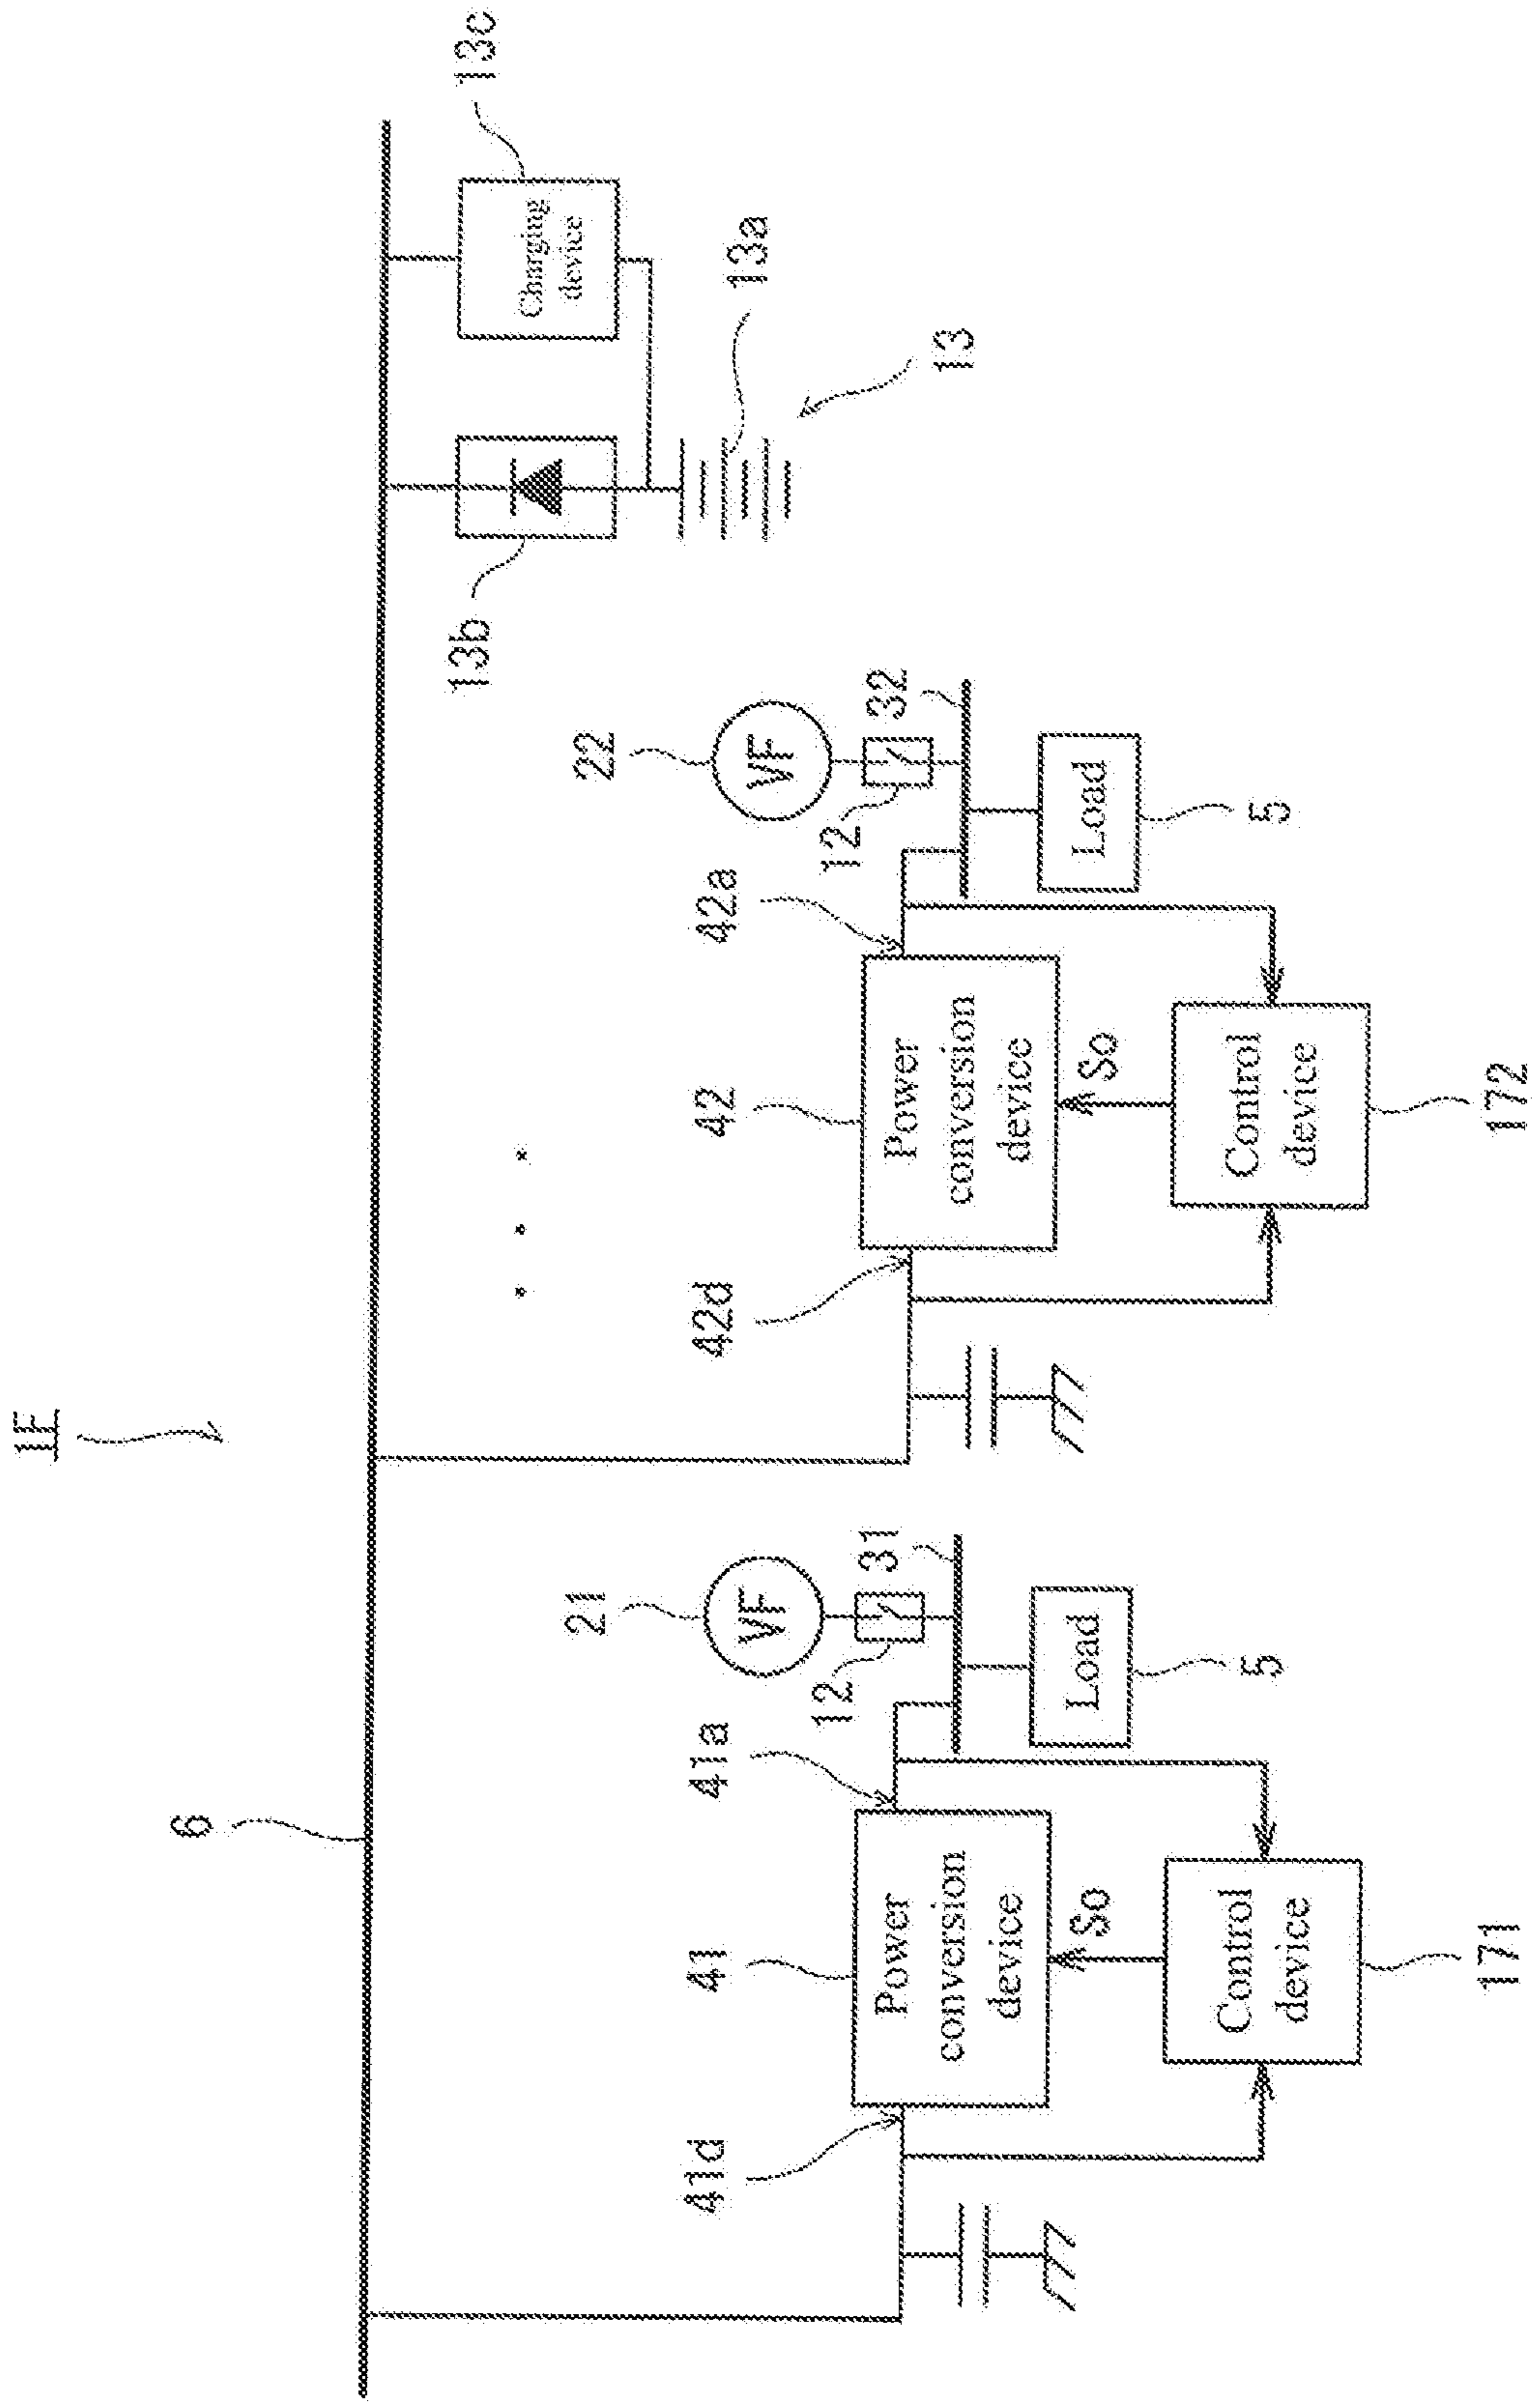 1F
6
41d
41
41a
21
VF
12
31
Power
conversion
device
So
Load
5
Control
device
171
42d
42
42a
22
VF
12
32
Power
conversion
device
So
Load
5
Control
device
172
13b
13c
Charging
device
13a
13